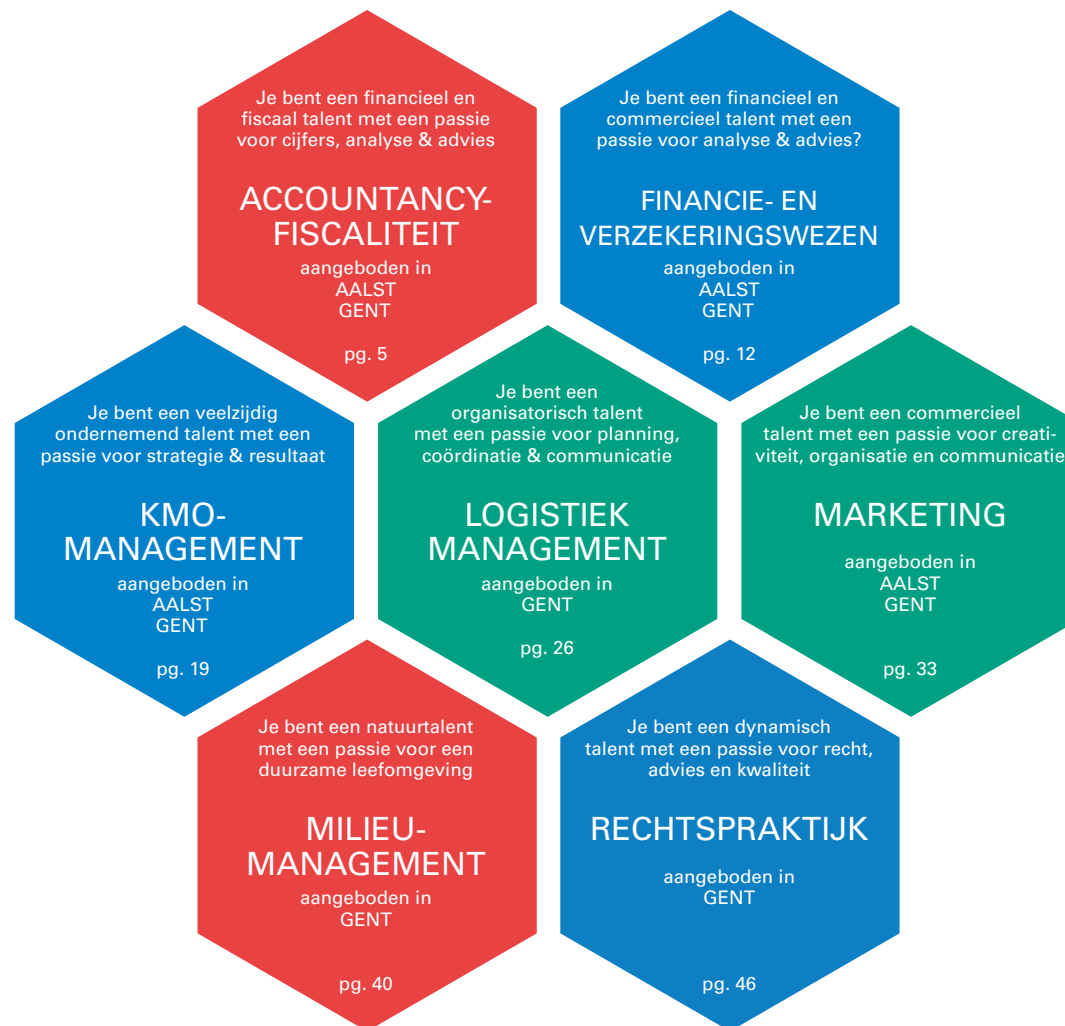 Je bent een financieel en
fiscaal talent met een passie
voor cijfers, analyse & advies
ACCOUNTANCY-
FISCALITEIT
aangeboden in
AALST
GENT
pg. 5
Je bent een financieel en
commercieel talent met een
passie voor analyse & advies?
FINANCIE- EN
VERZEKERINGSWEZEN
aangeboden in
AALST
GENT
pg. 12
Je bent een veelzijdig
ondernemend talent met een
passie voor strategie & resultaat
KMO-
MANAGEMENT
aangeboden in
AALST
GENT
pg. 19
Je bent een
organisatorisch talent
met een passie voor planning,
coördinatie & communicatie
LOGISTIEK
MANAGEMENT
aangeboden in
GENT
pg. 26
Je bent een commercieel
talent met een passie voor creati-
viteit, organisatie en communicatie
MARKETING
aangeboden in
AALST
GENT
pg. 33
Je bent een natuurtalent
met een passie voor een
duurzame leefomgeving
MILIEU-
MANAGEMENT
aangeboden in
GENT
pg. 40
Je bent een dynamisch
talent met een passie voor recht,
advies en kwaliteit
RECHTSPRAKTIJK
aangeboden in
GENT
pg. 46